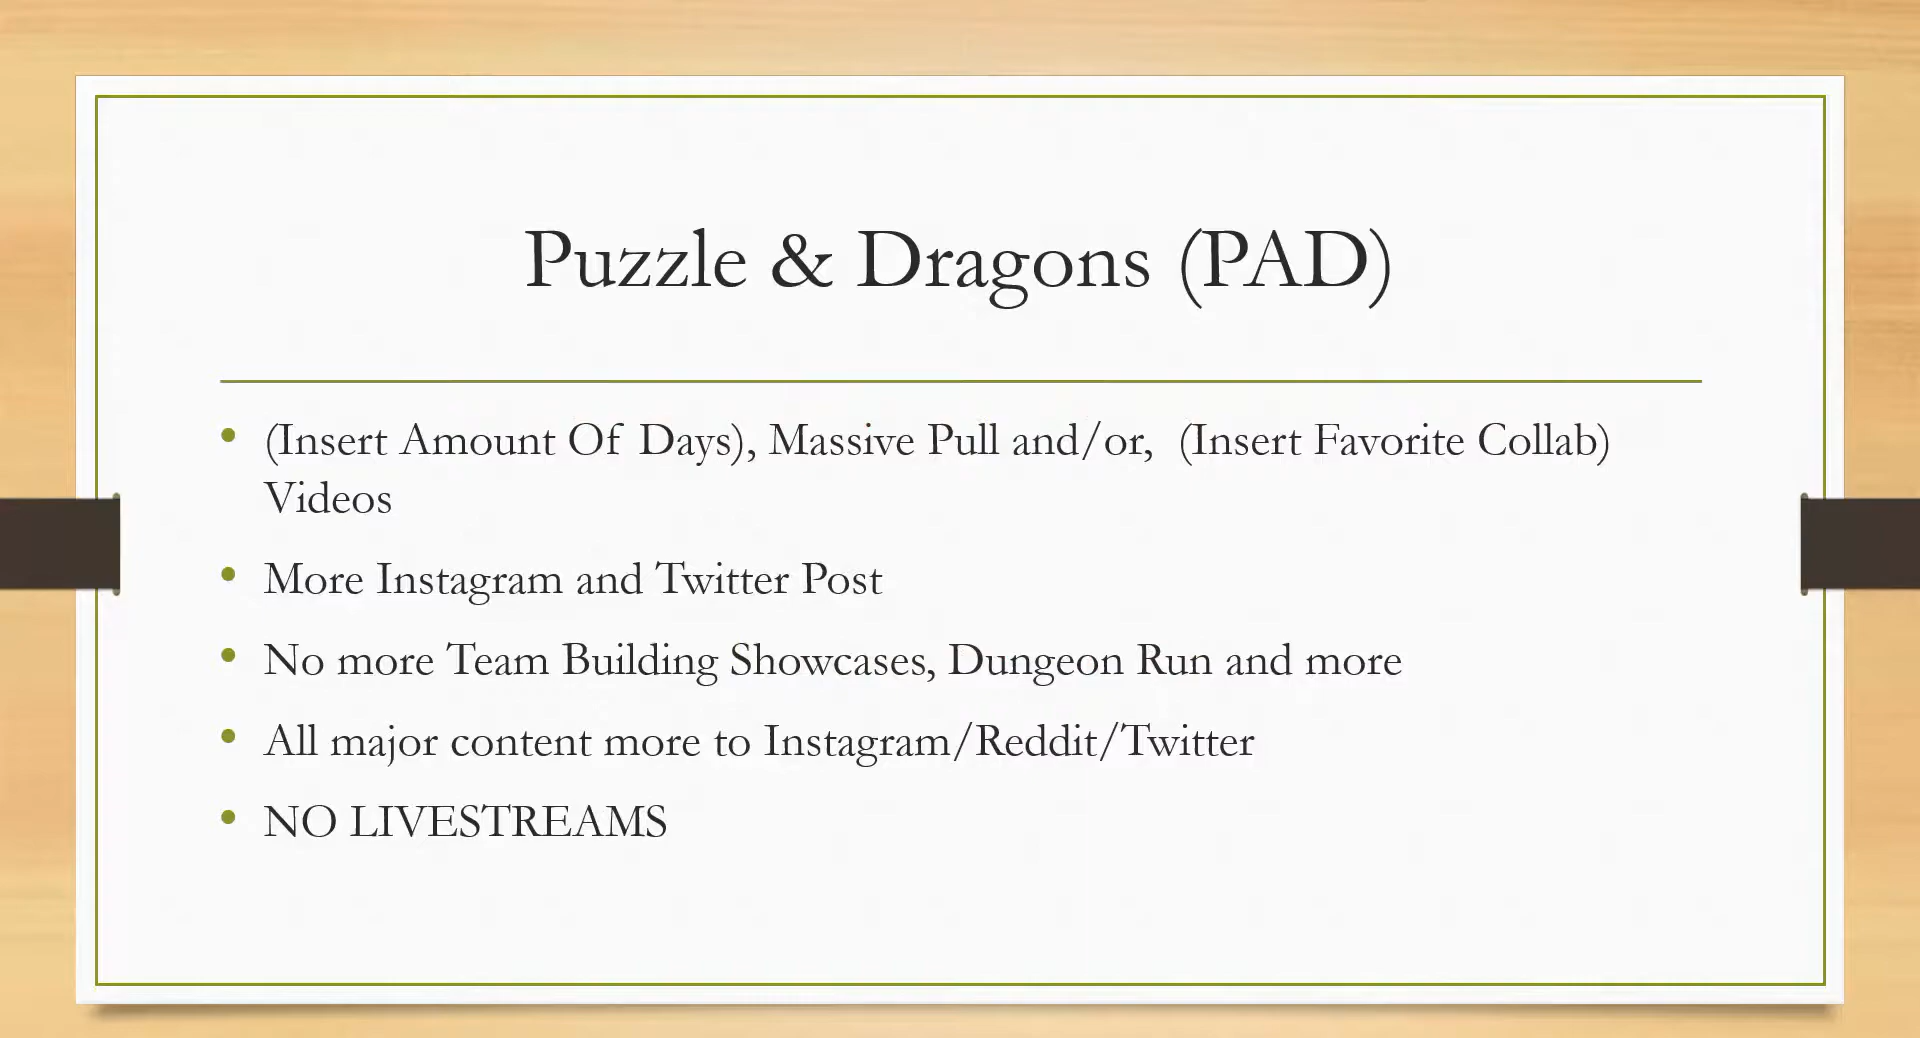 Puzzle & Dragons (PAD)
• (Insert Amount Of Days), Massive Pull and/or, (Insert Favorite Collab)
Videos
• More Instagram and Twitter Post
• No more Team Building Showcases, Dungeon Run and more
• All major content more to Instagram/Reddit/Twitter
• NO LIVESTREAMS